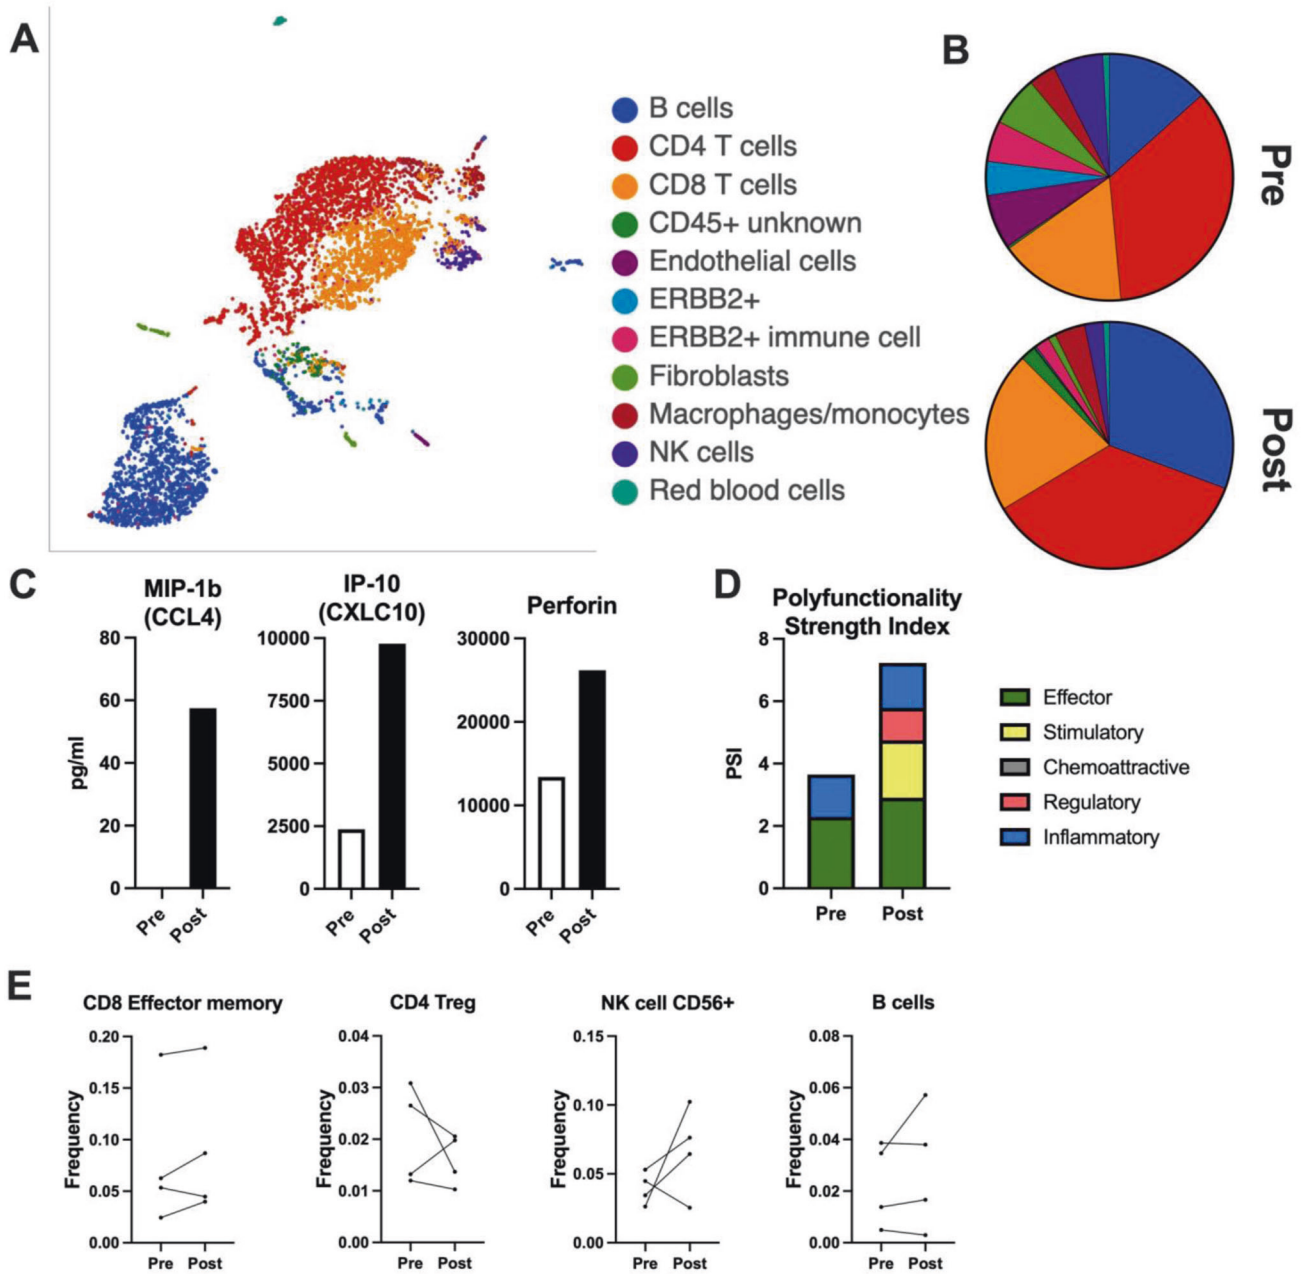 A
B cells
CD4 T cells
CD8 T cells
CD45+ unknown
Endothelial cells
ERBB2+
ERBB2+ immune cell
Fibroblasts
Macrophages/monocytes
NK cells
Red blood cells
B
Pre
Post
C
MIP-1b
(CCL4)
pg/ml
80
60
40
20
0
Pre
Post
IP-10
(CXLC10)
10000
7500
5000
2500
0
Pre
Post
Perforin
30000
20000
10000
0
Pre
Post
D
Polyfunctionality
Strength Index
PSI
8
6
4
2
0
Pre
Post
Effector
Stimulatory
Chemoattractive
Regulatory
Inflammatory
E
CD8 Effector memory
Frequency
0.20
0.15
0.10
0.05
0.00
Pre
Post
CD4 Treg
Frequency
0.04
0.03
0.02
0.01
0.00
Pre
Post
NK cell CD56+
Frequency
0.15
0.10
0.05
0.00
Pre
Post
B cells
Frequency
0.08
0.06
0.04
0.02
0.00
Pre
Post